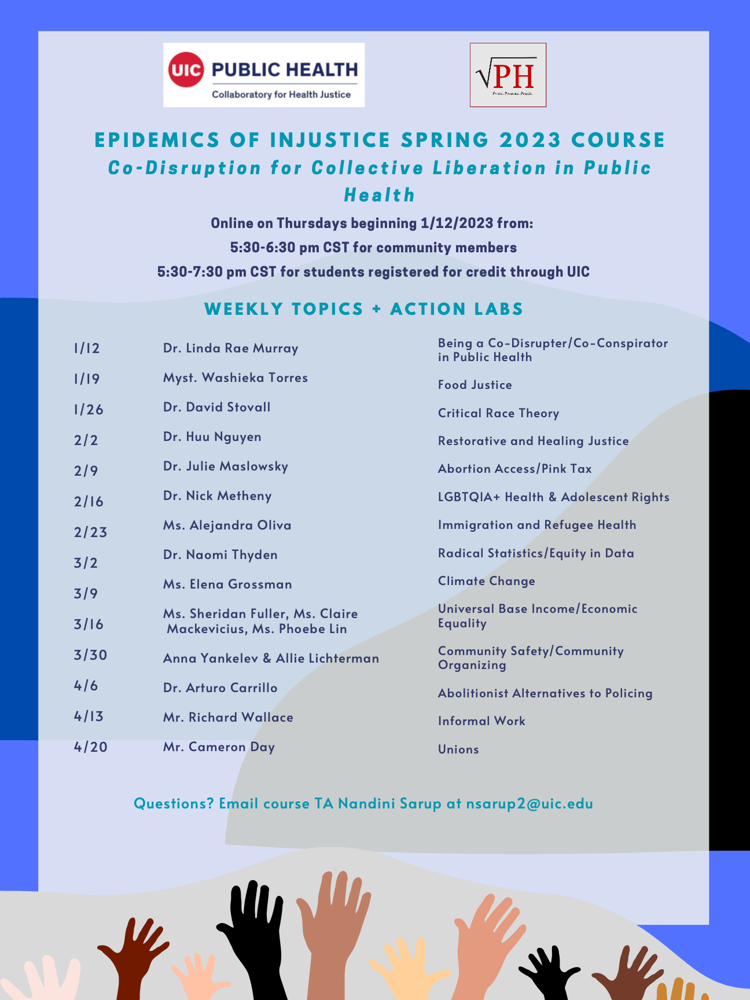 UIC PUBLIC HEALTH
Collaboratory for Health Justice
√PH
Probe. Provoke. Praxis.
EPIDEMICS OF INJUSTICE SPRING 2023 COURSE
Co-Disruption for Collective Liberation in Public
Health
Online on Thursdays beginning 1/12/2023 from:
5:30-6:30 pm CST for community members
5:30-7:30 pm CST for students registered for credit through UIC
WEEKLY TOPICS + ACTION LABS
1/12 Dr. Linda Rae Murray Being a Co-Disrupter/Co-Conspirator
in Public Health
1/19 Myst. Washieka Torres Food Justice
1/26 Dr. David Stovall Critical Race Theory
2/2 Dr. Huu Nguyen Restorative and Healing Justice
2/9 Dr. Julie Maslowsky Abortion Access/Pink Tax
2/16 Dr. Nick Metheny LGBTQIA+ Health & Adolescent Rights
2/23 Ms. Alejandra Oliva Immigration and Refugee Health
3/2 Dr. Naomi Thyden Radical Statistics/Equity in Data
3/9 Ms. Elena Grossman Climate Change
3/16 Ms. Sheridan Fuller, Ms. Claire Universal Base Income/Economic
Mackevicius, Ms. Phoebe Lin Equality
3/30 Anna Yankelev & Allie Lichterman Community Safety/Community
Organizing
4/6 Dr. Arturo Carrillo Abolitionist Alternatives to Policing
4/13 Mr. Richard Wallace Informal Work
4/20 Mr. Cameron Day Unions
Questions? Email course TA Nandini Sarup at nsarup2@uic.edu